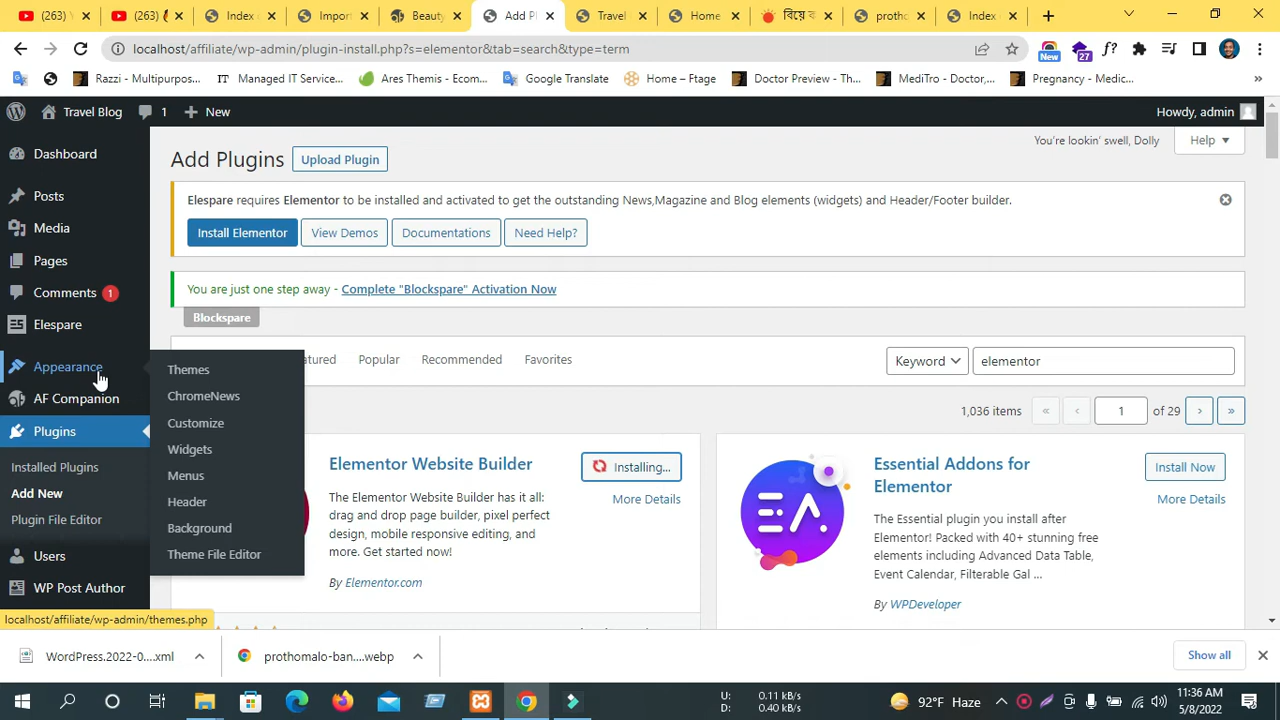 (263) Y
(263) ê
Index o
Import
Beauty
Add Pl
Travel
Home
বিয়ে ক
protho
Index o
localhost/affiliate/wp-admin/plugin-install.php?s=elementor&tab=search&type=term
New
27
f?
Razzi - Multipurpos...
IT Managed IT Service...
Ares Themis - Ecom...
Google Translate
Home – Ftage
Doctor Preview - Th...
MediTro - Doctor,...
Pregnancy - Medic...
»
Travel Blog
1
New
Howdy, admin
Dashboard
Posts
Media
Pages
Comments 1
Elespare
Appearance
AF Companion
Plugins
Installed Plugins
Add New
Plugin File Editor
Users
WP Post Author
Themes
ChromeNews
Customize
Widgets
Menus
Header
Background
Theme File Editor
You're lookin' swell, Dolly
Help
Add Plugins
Upload Plugin
Elespare requires Elementor to be installed and activated to get the outstanding News,Magazine and Blog elements (widgets) and Header/Footer builder.
Install Elementor
View Demos
Documentations
Need Help?
You are just one step away - Complete "Blockspare" Activation Now
Blockspare
atured
Popular
Recommended
Favorites
Keyword
elementor
1,036 items
«
‹
1
of 29
›
»
Elementor Website Builder
Installing...
More Details
The Elementor Website Builder has it all:
drag and drop page builder, pixel perfect
design, mobile responsive editing, and
more. Get started now!
By Elementor.com
Essential Addons for
Elementor
Install Now
More Details
The Essential plugin you install after
Elementor! Packed with 40+ stunning free
elements including Advanced Data Table,
Event Calendar, Filterable Gal ...
By WPDeveloper
localhost/affiliate/wp-admin/themes.php
WordPress.2022-0....xml
prothomalo-ban....webp
Show all
U: 0.11 kB/s
D: 0.40 kB/s
92°F Haze
11:36 AM
5/8/2022